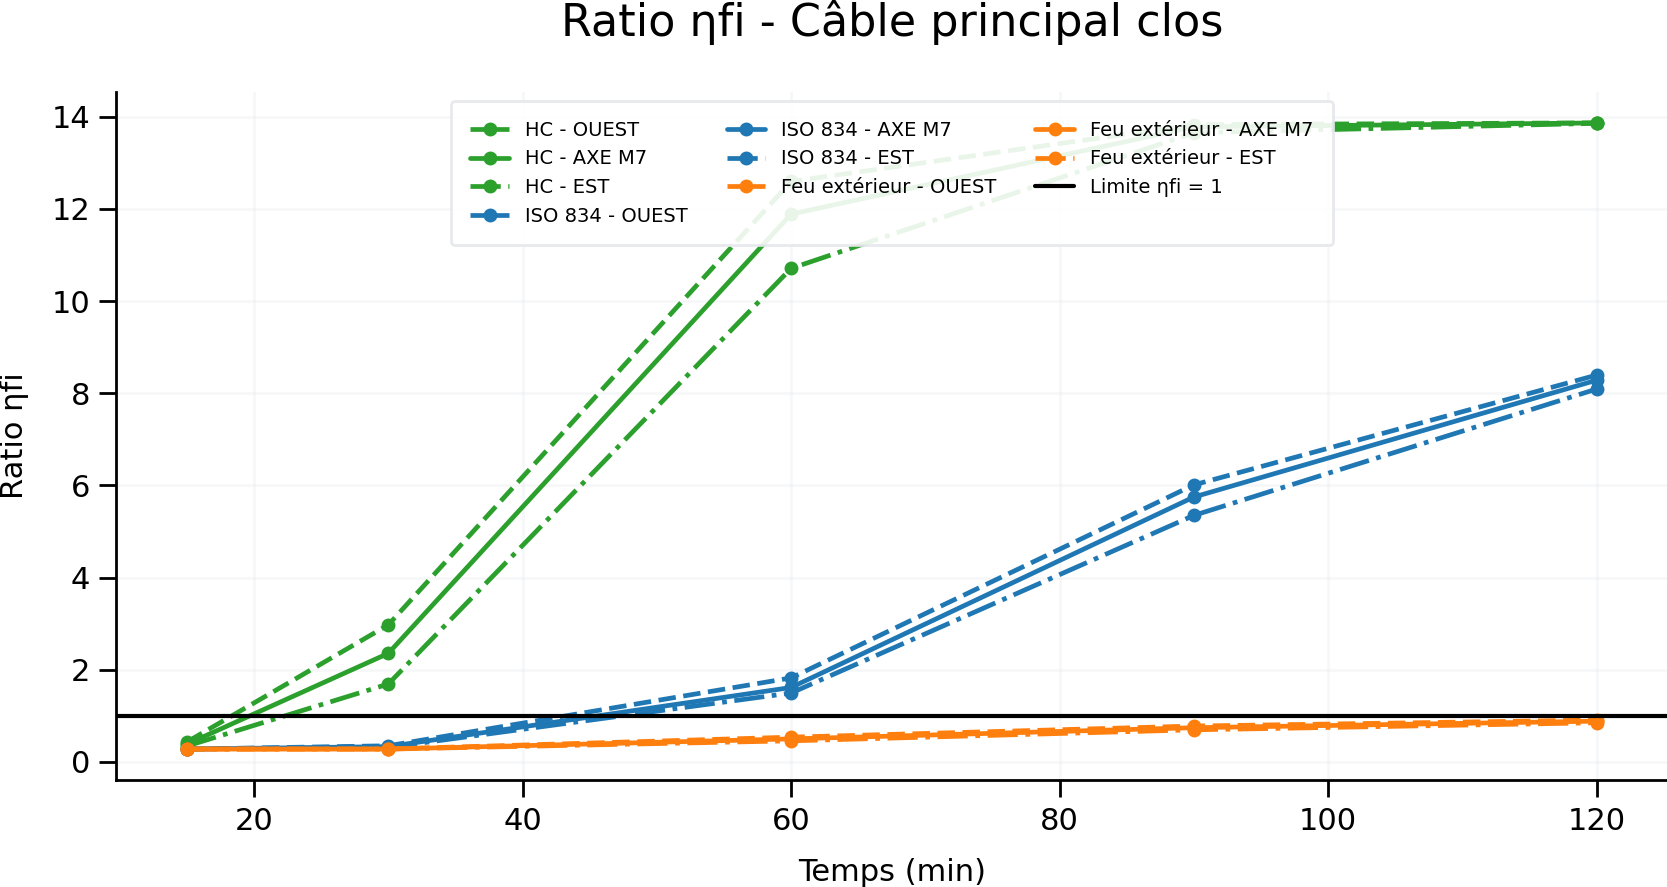 Ratio ηfi - Câble principal clos
Ratio ηfi
14
12
10
8
6
4
2
0
HC - OUEST
HC - AXE M7
HC - EST
ISO 834 - OUEST
ISO 834 - AXE M7
ISO 834 - EST
Feu extérieur - OUEST
Feu extérieur - AXE M7
Feu extérieur - EST
Limite ηfi = 1
20 40 60 80 100 120
Temps (min)